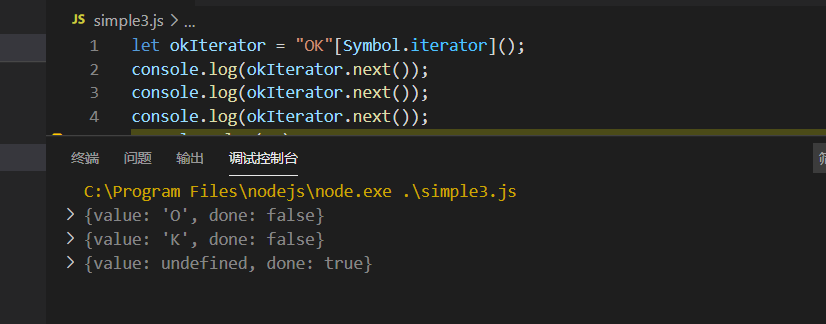 JS simple3.js > ...
1 let okIterator = "OK"[Symbol.iterator]();
2 console.log(okIterator.next());
3 console.log(okIterator.next());
4 console.log(okIterator.next());
终端 问题 输出 调试控制台
C:\Program Files\nodejs\node.exe .\simple3.js
> {value: 'O', done: false}
> {value: 'K', done: false}
> {value: undefined, done: true}